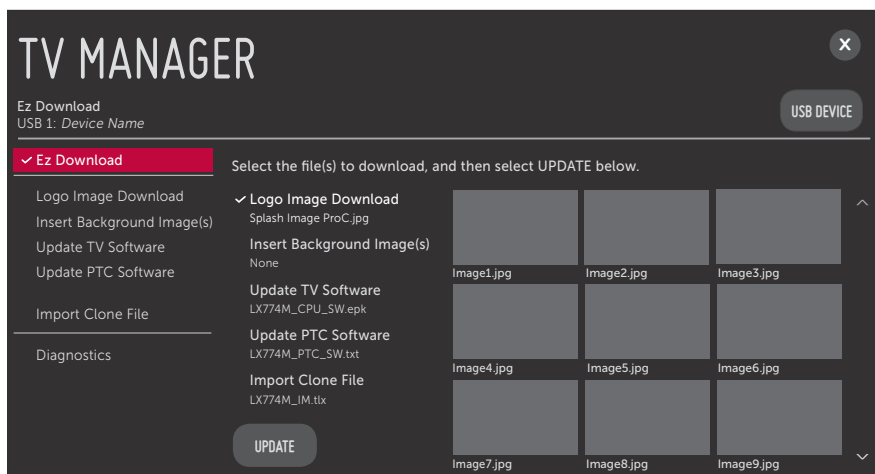 TV MANAGER
X
Ez Download
USB 1: Device Name
USB DEVICE
Ez Download
Logo Image Download
Insert Background Image(s)
Update TV Software
Update PTC Software
Import Clone File
Diagnostics
Select the file(s) to download, and then select UPDATE below.
Logo Image Download
Splash Image ProC.jpg
Insert Background Image(s)
None
Update TV Software
LX774M_CPU_SW.epk
Update PTC Software
LX774M_PTC_SW.txt
Import Clone File
LX774M_IM.tlx
UPDATE
Image1.jpg
Image2.jpg
Image3.jpg
Image4.jpg
Image5.jpg
Image6.jpg
Image7.jpg
Image8.jpg
Image9.jpg